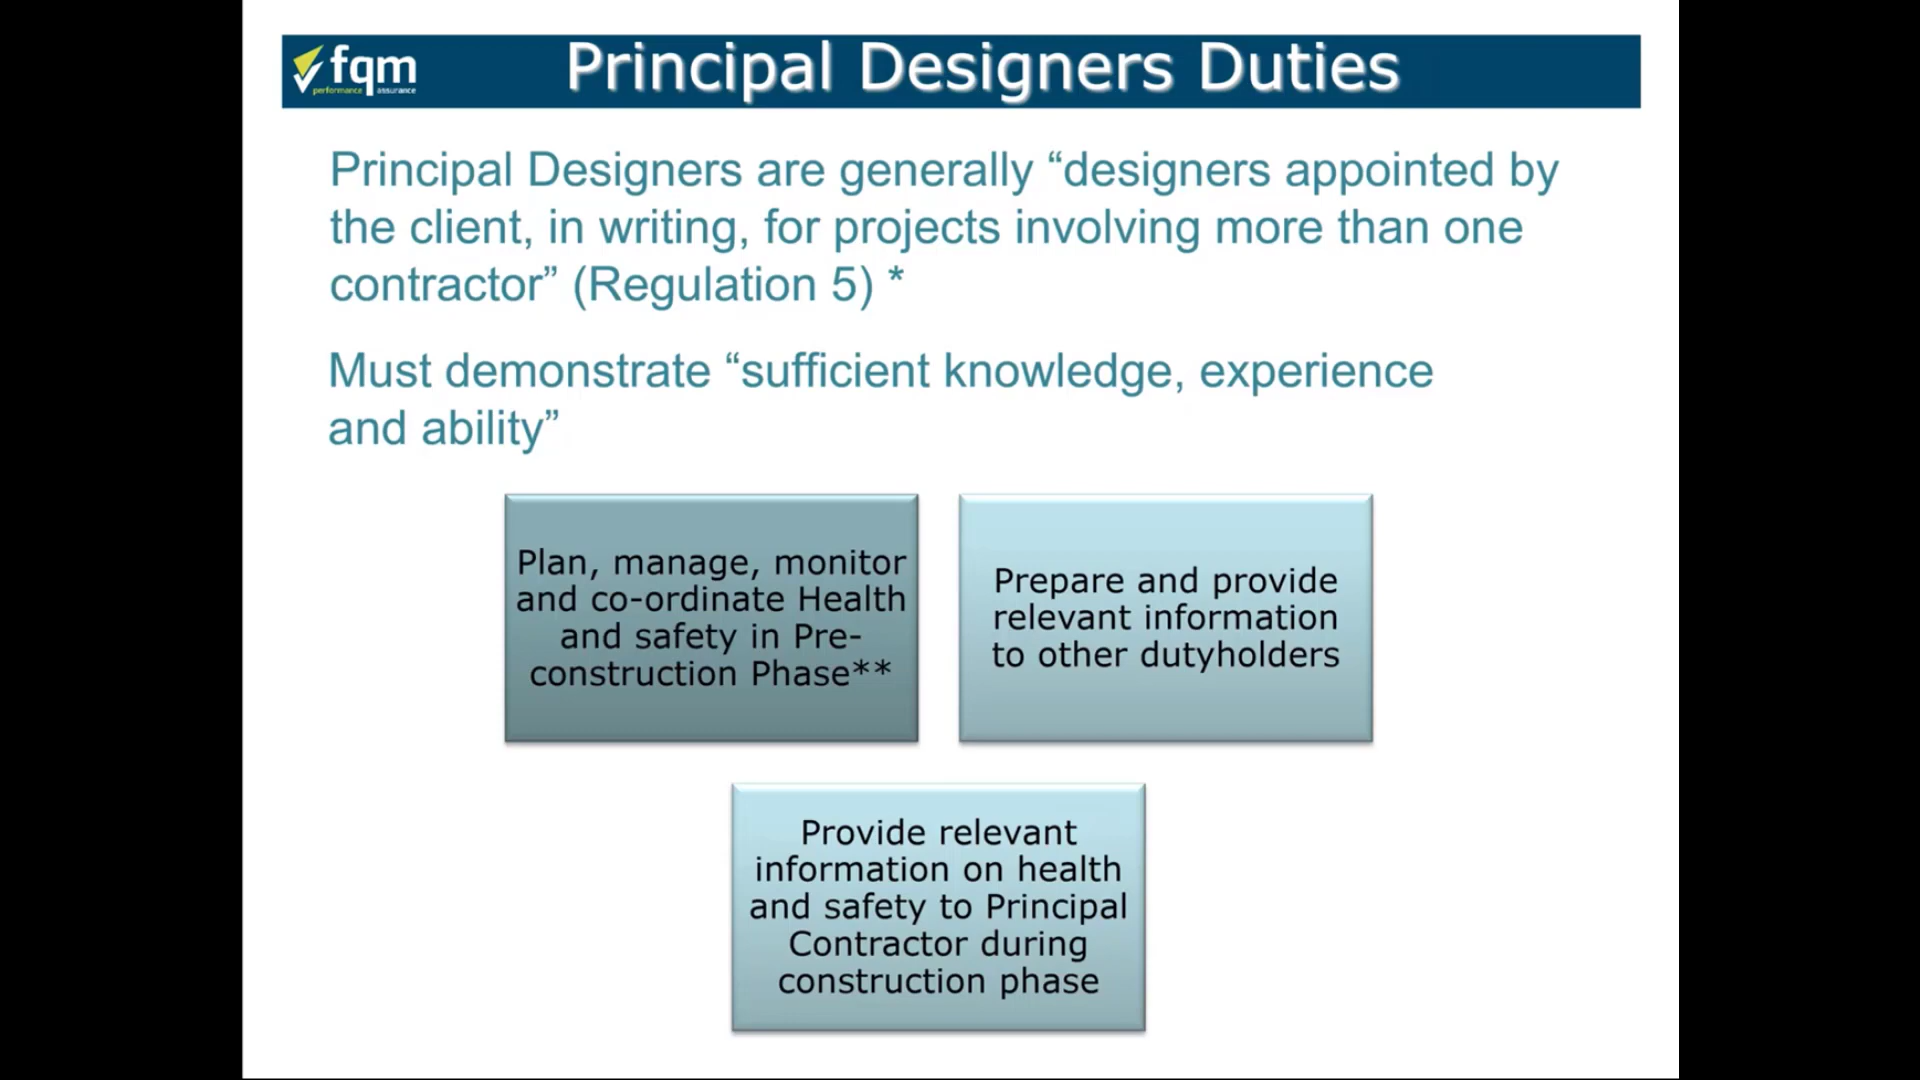 fqm
performance assurance
Principal Designers Duties
Principal Designers are generally “designers appointed by
the client, in writing, for projects involving more than one
contractor” (Regulation 5) *
Must demonstrate “sufficient knowledge, experience
and ability”
Plan, manage, monitor
and co-ordinate Health
and safety in Pre-
construction Phase**
Prepare and provide
relevant information
to other dutyholders
Provide relevant
information on health
and safety to Principal
Contractor during
construction phase